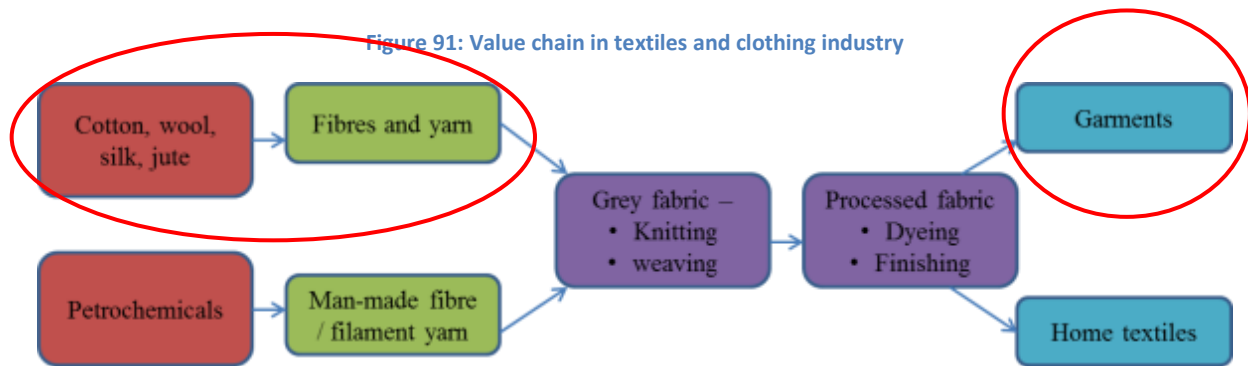 Figure 91: Value chain in textiles and clothing industry
Cotton, wool,
silk, jute
Fibres and yarn
Garments
Grey fabric –
• Knitting
• weaving
Processed fabric
• Dyeing
• Finishing
Petrochemicals
Man-made fibre
/ filament yarn
Home textiles